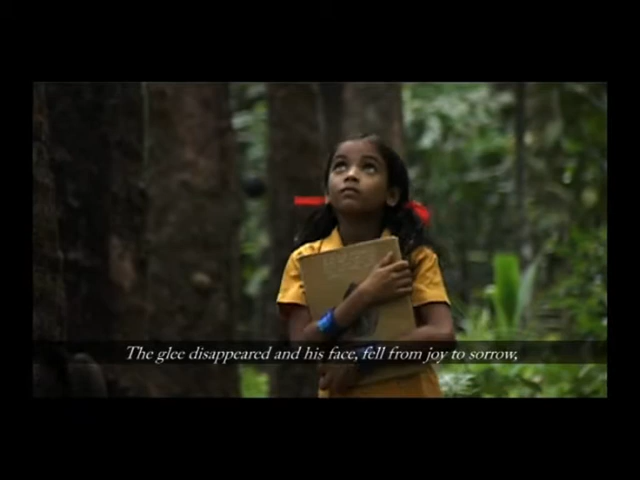 The glee disappeared and his face, fell from joy to sorrow,